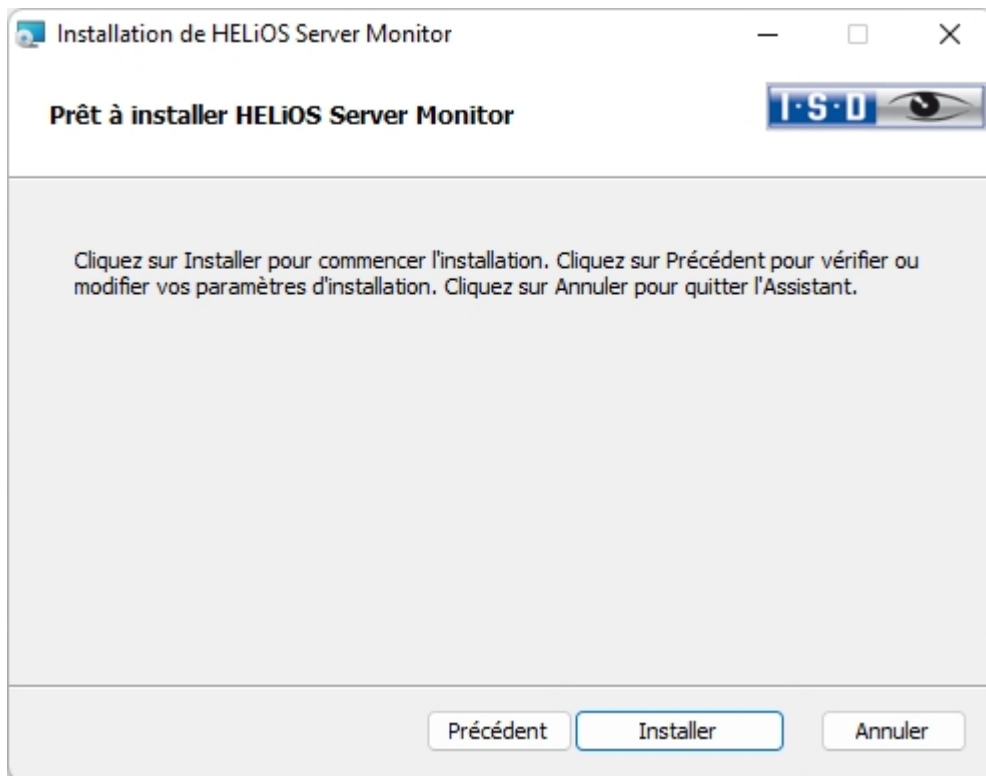 Installation de HELiOS Server Monitor
Prêt à installer HELiOS Server Monitor
I·S·D
Cliquez sur Installer pour commencer l'installation. Cliquez sur Précédent pour vérifier ou
modifier vos paramètres d'installation. Cliquez sur Annuler pour quitter l'Assistant.
Précédent
Installer
Annuler